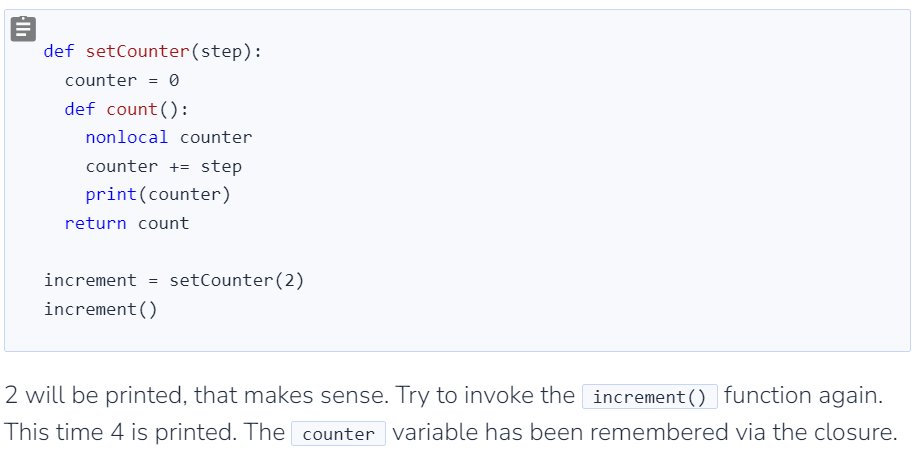 def setCounter(step):
  counter = 0
  def count():
    nonlocal counter
    counter += step
    print(counter)
  return count

increment = setCounter(2)
increment()

2 will be printed, that makes sense. Try to invoke the increment() function again.
This time 4 is printed. The counter variable has been remembered via the closure.